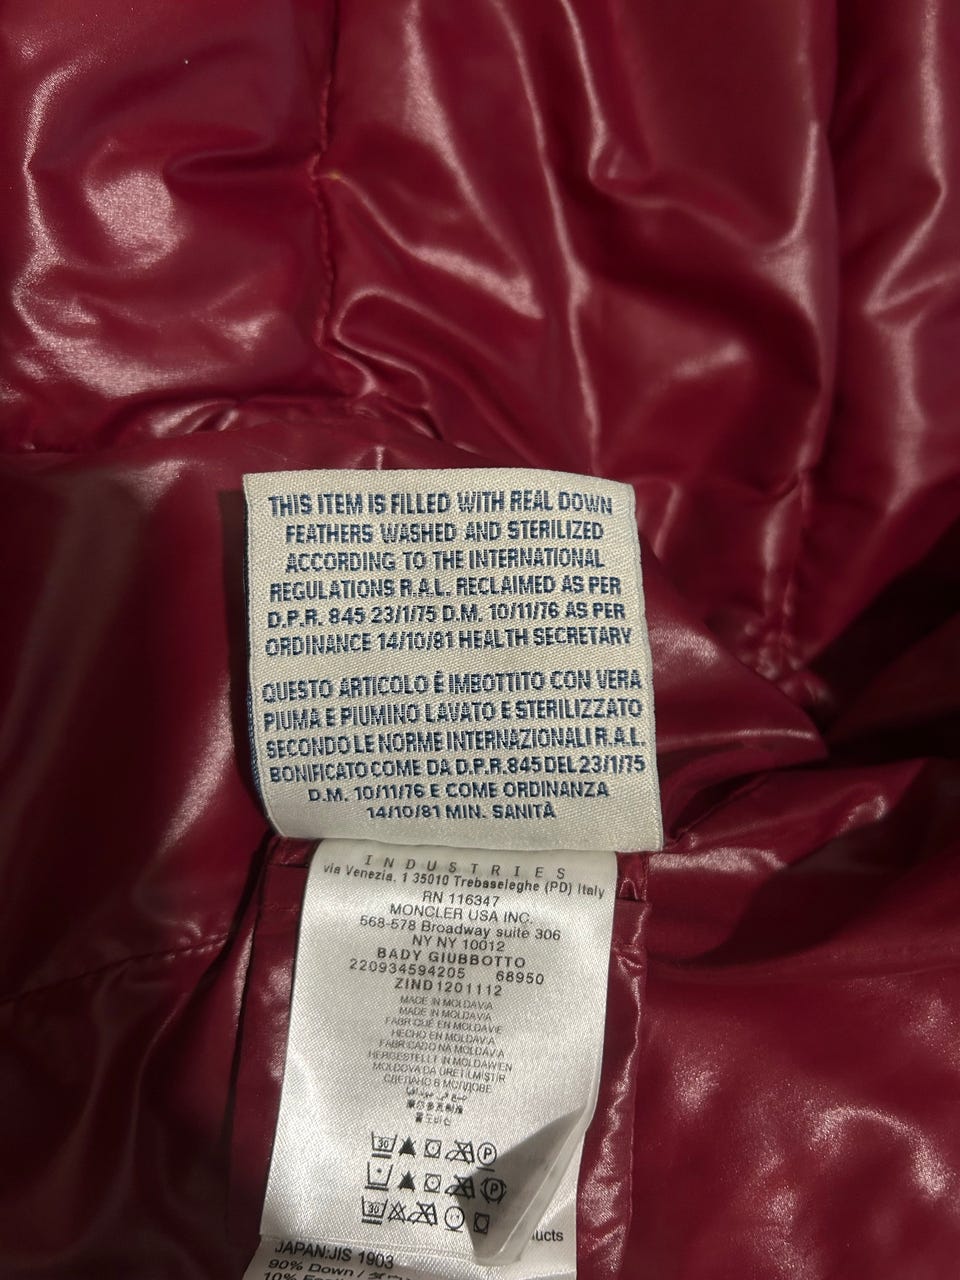 THIS ITEM IS FILLED WITH REAL DOWN
FEATHERS WASHED AND STERILIZED
ACCORDING TO THE INTERNATIONAL
REGULATIONS R.A.L. RECLAIMED AS PER
D.P.R. 845 23/1/75 D.M. 10/11/76 AS PER
ORDINANCE 14/10/81 HEALTH SECRETARY
QUESTO ARTICOLO È IMBOTTITO CON VERA
PIUMA E PIUMINO LAVATO E STERILIZZATO
SECONDO LE NORME INTERNAZIONALI R.A.L.
BONIFICATO COME DA D.P.R. 845 DEL 23/1/75
D.M. 10/11/76 E COME ORDINANZA
14/10/81 MIN. SANITÀ
INDUSTRIES
via Venezia, 1 35010 Trebaseleghe (PD) Italy
RN 116347
MONCLER USA INC.
568-578 Broadway suite 306
NY NY 10012
BADY GIUBBOTTO
220934594205 68950
ZIND1201112
MADE IN MOLDAVIA
MADE IN MOLDAVIA
FABRIQUÉ EN MOLDAVIE
HECHO EN MOLDAVIA
FABRICADO NA MOLDAVIA
HERGESTELLT IN MOLDAWIEN
MOLDOVA DA ÜRETILMISTIR
СДЕЛАНО В МОЛДОВЕ
30 P
P
30
JAPAN:JIS 1903
90% Down /
10%